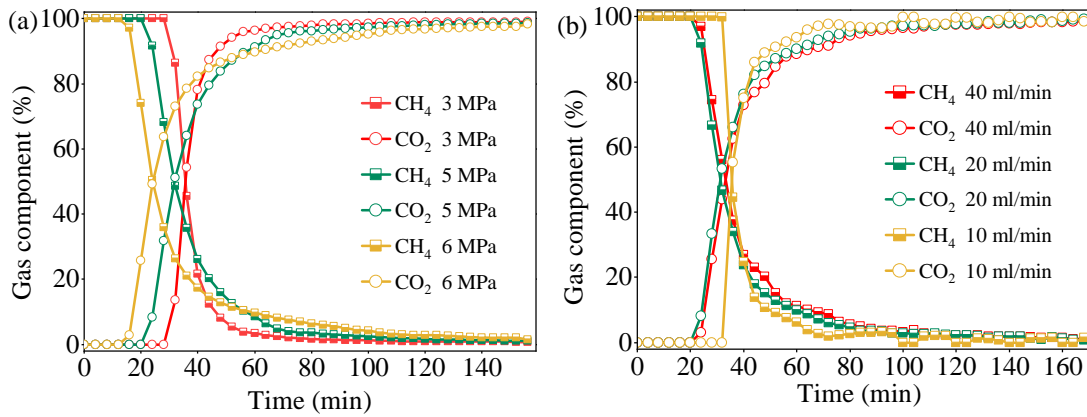 (a)
Gas component (%)
100
80
60
40
20
0
CH₄ 3 MPa
CO₂ 3 MPa
CH₄ 5 MPa
CO₂ 5 MPa
CH₄ 6 MPa
CO₂ 6 MPa
0 20 40 60 80 100 120 140
Time (min)
(b)
Gas component (%)
100
80
60
40
20
0
CH₄ 40 ml/min
CO₂ 40 ml/min
CH₄ 20 ml/min
CO₂ 20 ml/min
CH₄ 10 ml/min
CO₂ 10 ml/min
0 20 40 60 80 100 120 140 160
Time (min)